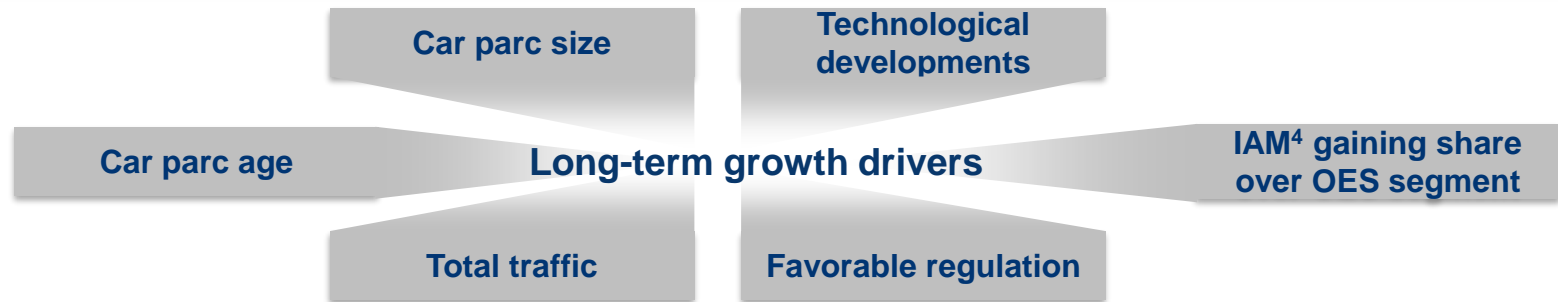 Car parc size
Technological
developments
Car parc age
Long-term growth drivers
IAM⁴ gaining share
over OES segment
Total traffic
Favorable regulation